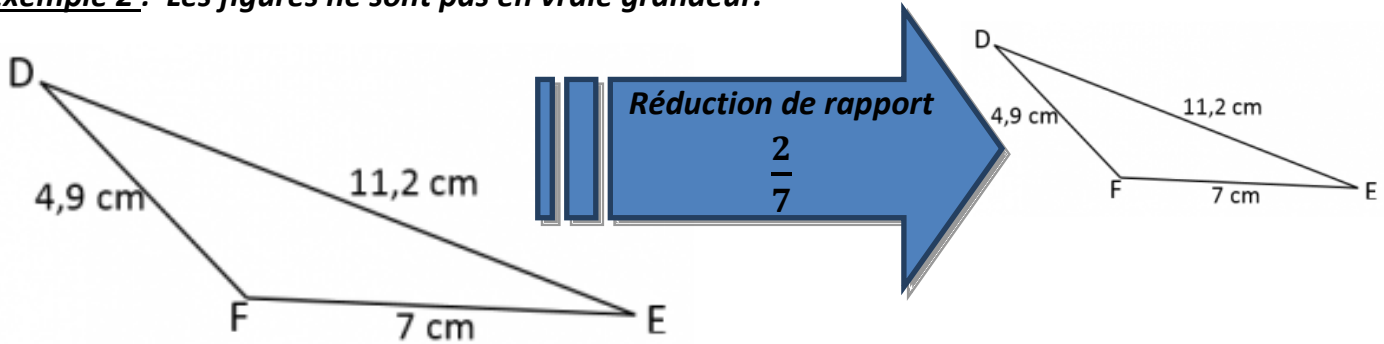 exemple 2 : Les figures ne sont pas en vraie grandeur.
D
4,9 cm
11,2 cm
F
7 cm
E
Réduction de rapport
2
7
D
4,9 cm
11,2 cm
F
7 cm
E